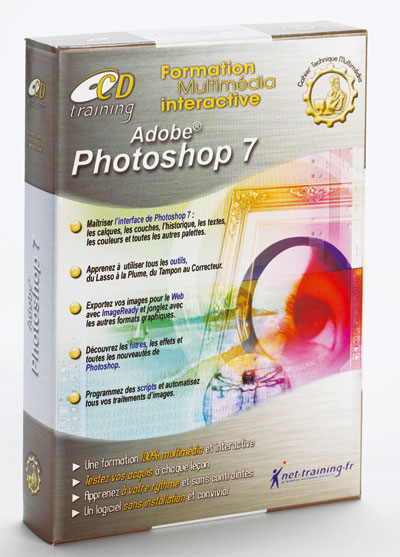 CD
training
Formation
Multimédia
interactive
Cahier Technique Multimédia
Adobe®
Photoshop 7
Maîtriser l'interface de Photoshop 7 :
les calques, les couches, l'historique, les textes,
les couleurs et toutes les autres palettes.
Apprenez à utiliser tous les outils,
du Lasso à la Plume, du Tampon au Correcteur.
Exportez vos images pour le Web
avec ImageReady et jonglez avec
les autres formats graphiques.
Découvrez les filtres, les effets et
toutes les nouveautés de
Photoshop.
Programmez des scripts et automatisez
tous vos traitements d'images.
Une formation 100% multimédia et interactive
Testez vos acquis à chaque leçon
Apprenez à votre rythme et sans contraintes
Un logiciel sans installation et convivial
net-training.fr
CD
training
Adobe®
Photoshop 7